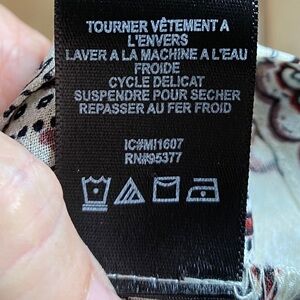 TOURNER VÊTEMENT A
L'ENVERS
LAVER A LA MACHINE A L'EAU
FROIDE
CYCLE DELICAT
SUSPENDRE POUR SECHER
REPASSER AU FER FROID
IC#MI1607
RN#95377